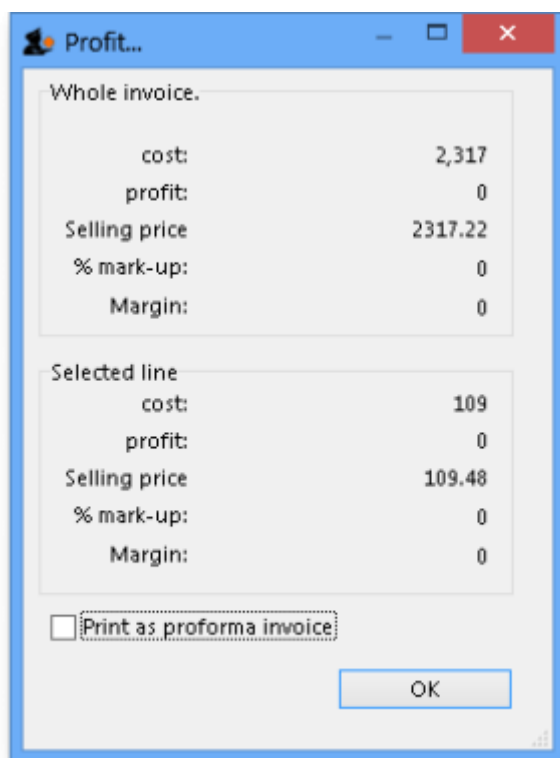 Profit...
Whole invoice.
cost: 2,317
profit: 0
Selling price 2317.22
% mark-up: 0
Margin: 0
Selected line
cost: 109
profit: 0
Selling price 109.48
% mark-up: 0
Margin: 0
Print as proforma invoice
OK